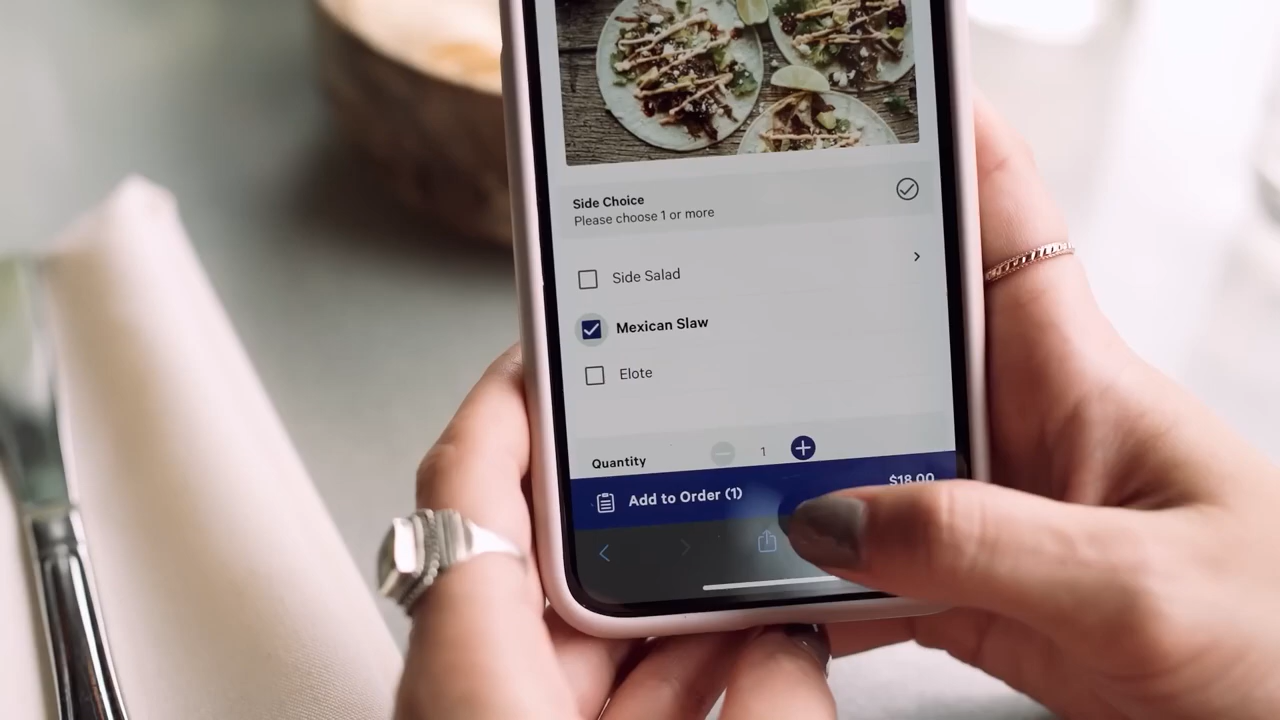 Side Choice
Please choose 1 or more
Side Salad
Mexican Slaw
Elote
Quantity
1
Add to Order (1)
$18.00